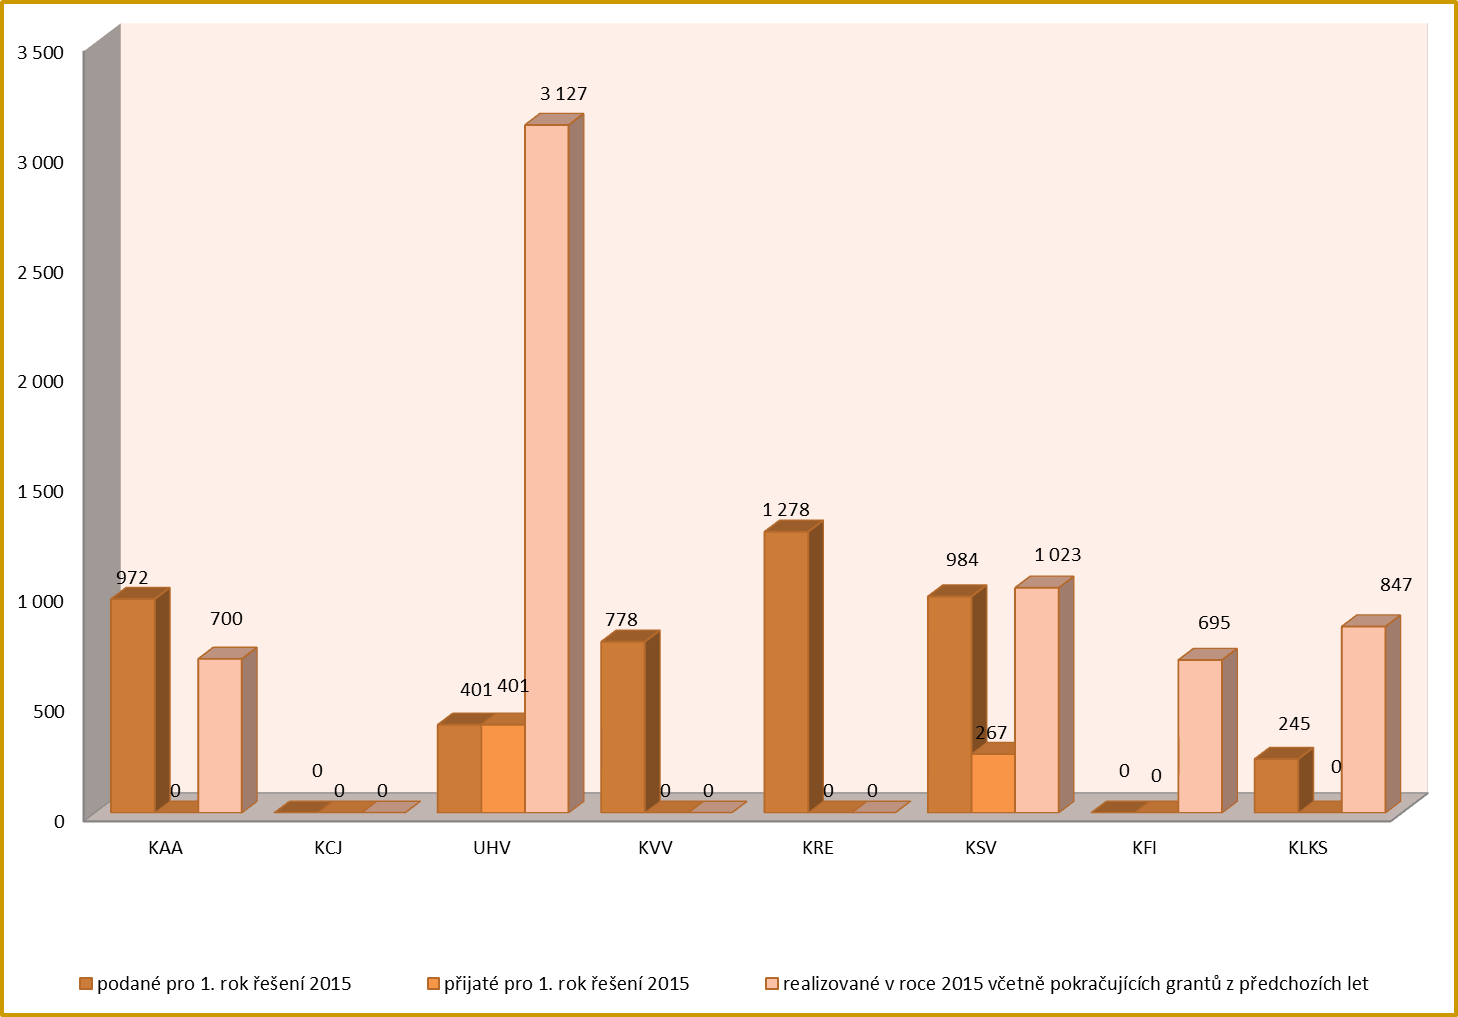 3 500
3 000
2 500
2 000
1 500
1 000
500
0
972
0
700
0
0
0
401
401
3 127
778
0
0
1 278
0
0
984
267
1 023
0
0
695
245
0
847
KAA
KCJ
UHV
KVV
KRE
KSV
KFI
KLKS
podané pro 1. rok řešení 2015
přijaté pro 1. rok řešení 2015
realizované v roce 2015 včetně pokračujících grantů z předchozích let